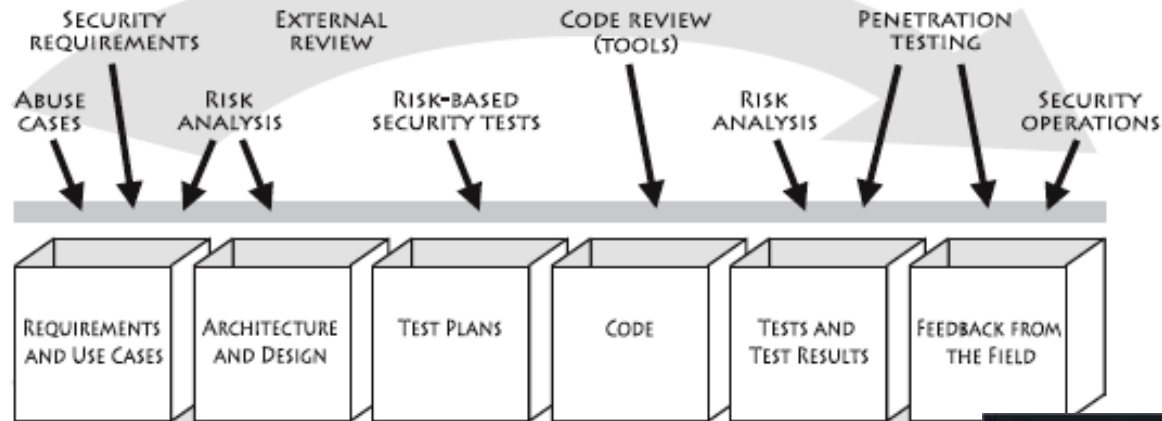 SECURITY
REQUIREMENTS
EXTERNAL
REVIEW
CODE REVIEW
(TOOLS)
PENETRATION
TESTING
ABUSE
CASES
RISK
ANALYSIS
RISK-BASED
SECURITY TESTS
RISK
ANALYSIS
SECURITY
OPERATIONS
REQUIREMENTS
AND USE CASES
ARCHITECTURE
AND DESIGN
TEST PLANS
CODE
TESTS AND
TEST RESULTS
FEEDBACK FROM
THE FIELD